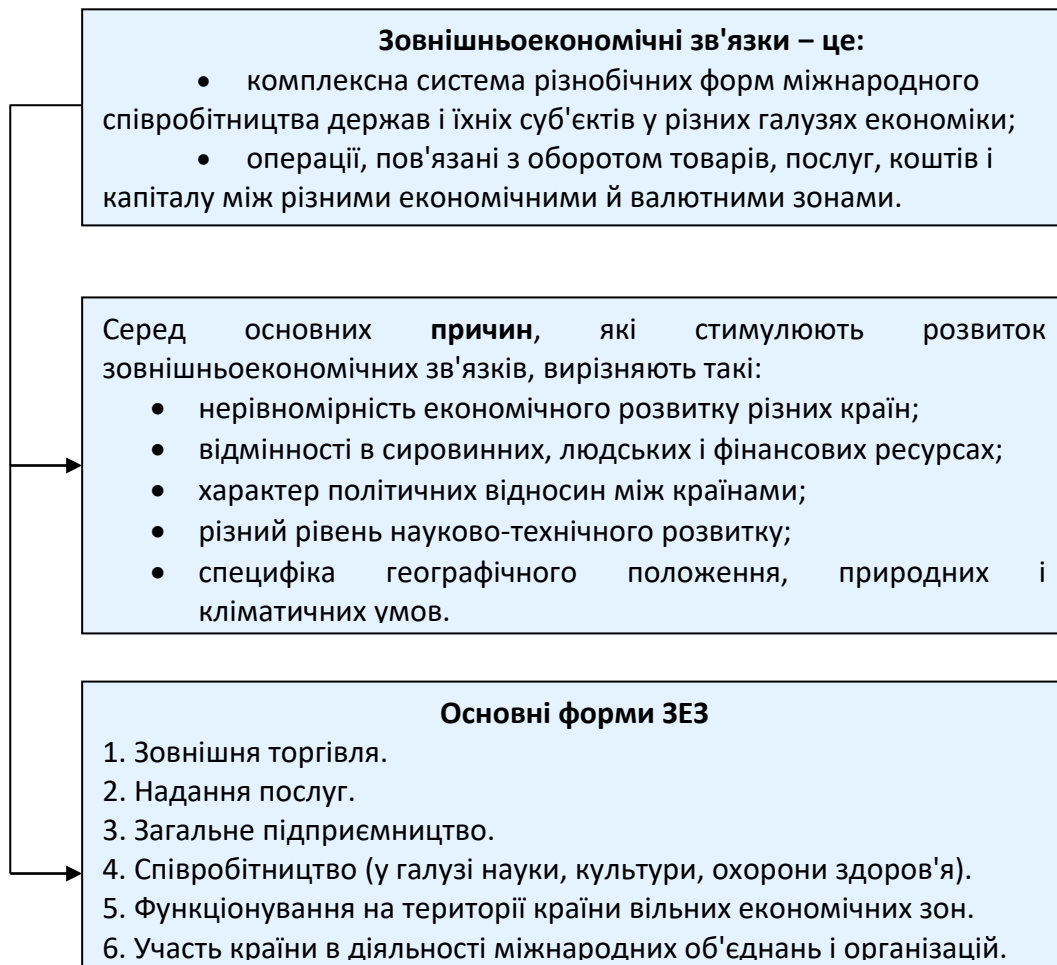 Зовнішньоекономічні зв'язки – це:
• комплексна система різнобічних форм міжнародного
співробітництва держав і їхніх суб'єктів у різних галузях економіки;
• операції, пов'язані з оборотом товарів, послуг, коштів і
капіталу між різними економічними й валютними зонами.
Серед основних причин, які стимулюють розвиток
зовнішньоекономічних зв'язків, вирізняють такі:
• нерівномірність економічного розвитку різних країн;
• відмінності в сировинних, людських і фінансових ресурсах;
• характер політичних відносин між країнами;
• різний рівень науково-технічного розвитку;
• специфіка географічного положення, природних і
кліматичних умов.
Основні форми ЗЕЗ
1. Зовнішня торгівля.
2. Надання послуг.
3. Загальне підприємництво.
4. Співробітництво (у галузі науки, культури, охорони здоров'я).
5. Функціонування на території країни вільних економічних зон.
6. Участь країни в діяльності міжнародних об'єднань і організацій.